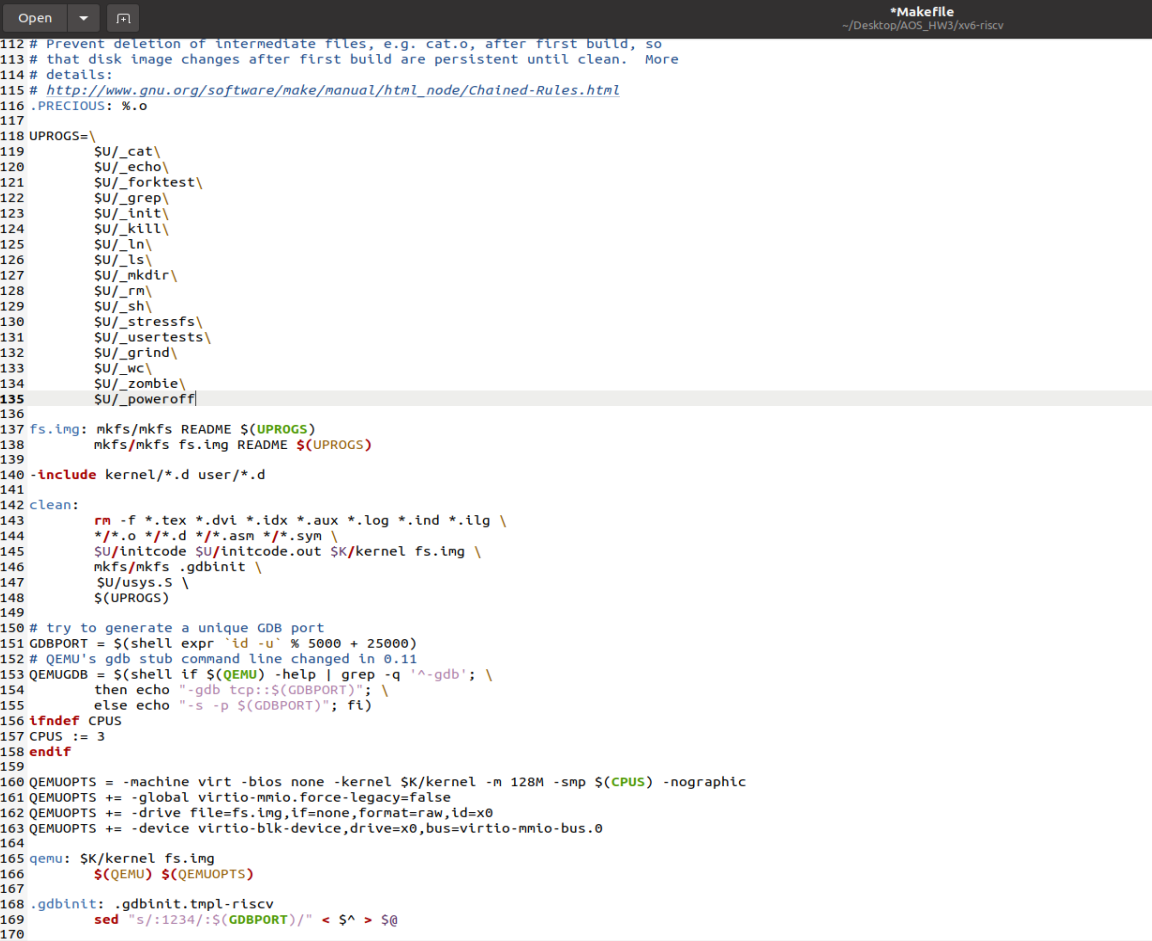 Open
*Makefile
~/Desktop/AOS_HW3/xv6-riscv
112 # Prevent deletion of intermediate files, e.g. cat.o, after first build, so
113 # that disk image changes after first build are persistent until clean.  More
114 # details:
115 # http://www.gnu.org/software/make/manual/html_node/Chained-Rules.html
116 .PRECIOUS: %.o
117
118 UPROGS=\
119         $U/_cat\
120         $U/_echo\
121         $U/_forktest\
122         $U/_grep\
123         $U/_init\
124         $U/_kill\
125         $U/_ln\
126         $U/_ls\
127         $U/_mkdir\
128         $U/_rm\
129         $U/_sh\
130         $U/_stressfs\
131         $U/_usertests\
132         $U/_grind\
133         $U/_wc\
134         $U/_zombie\
135         $U/_poweroff
136
137 fs.img: mkfs/mkfs README $(UPROGS)
138         mkfs/mkfs fs.img README $(UPROGS)
139
140 -include kernel/*.d user/*.d
141
142 clean:
143         rm -f *.tex *.dvi *.idx *.aux *.log *.ind *.ilg \
144         */*.o */*.d */*.asm */*.sym \
145         $U/initcode $U/initcode.out $K/kernel fs.img \
146         mkfs/mkfs .gdbinit \
147         $U/usys.S \
148         $(UPROGS)
149
150 # try to generate a unique GDB port
151 GDBPORT = $(shell expr `id -u` % 5000 + 25000)
152 # QEMU's gdb stub command line changed in 0.11
153 QEMUGDB = $(shell if $(QEMU) -help | grep -q '^-gdb'; \
154         then echo "-gdb tcp::$(GDBPORT)"; \
155         else echo "-s -p $(GDBPORT)"; fi)
156 ifndef CPUS
157 CPUS := 3
158 endif
159
160 QEMUOPTS = -machine virt -bios none -kernel $K/kernel -m 128M -smp $(CPUS) -nographic
161 QEMUOPTS += -global virtio-mmio.force-legacy=false
162 QEMUOPTS += -drive file=fs.img,if=none,format=raw,id=x0
163 QEMUOPTS += -device virtio-blk-device,drive=x0,bus=virtio-mmio-bus.0
164
165 qemu: $K/kernel fs.img
166         $(QEMU) $(QEMUOPTS)
167
168 .gdbinit: .gdbinit.tmpl-riscv
169         sed "s/:1234/:$(GDBPORT)/" < $^ > $@
170